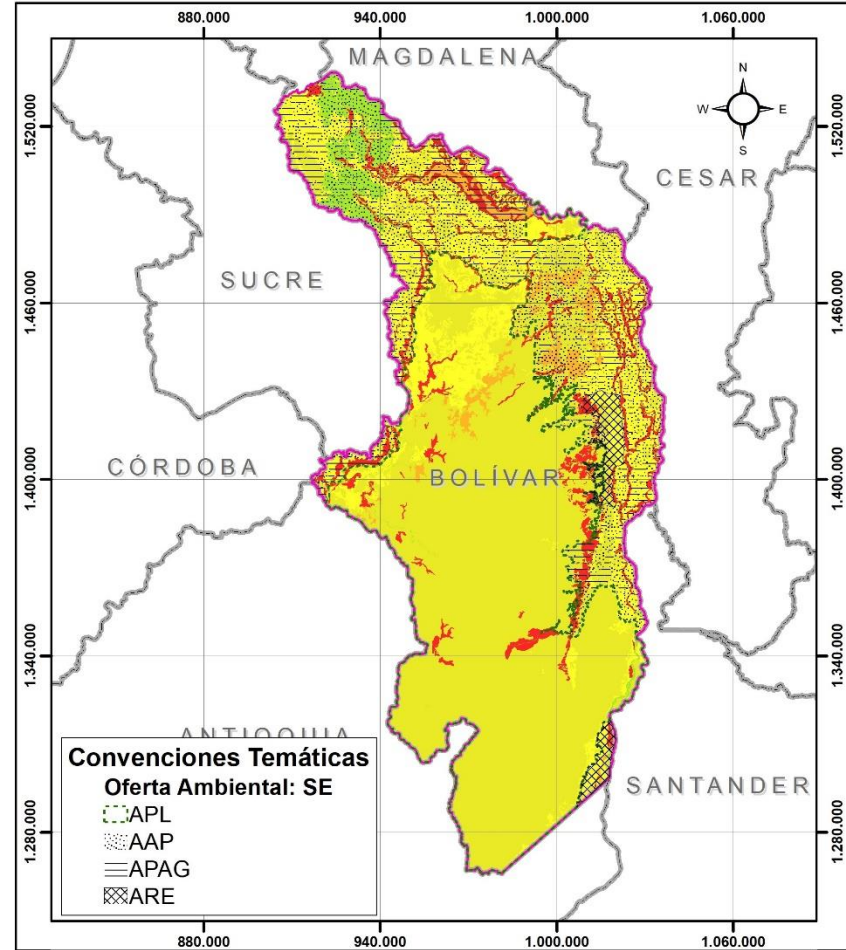 880.000 940.000 1.000.000 1.060.000
MAGDALENA
N
W E
S
1.520.000 1.520.000
CESAR
SUCRE
1.460.000 1.460.000
CÓRDOBA
BOLÍVAR
1.400.000 1.400.000
1.340.000 1.340.000
ANTIOQUIA
SANTANDER
Convenciones Temáticas
Oferta Ambiental: SE
APL
AAP
APAG
ARE
1.280.000 1.280.000
880.000 940.000 1.000.000 1.060.000